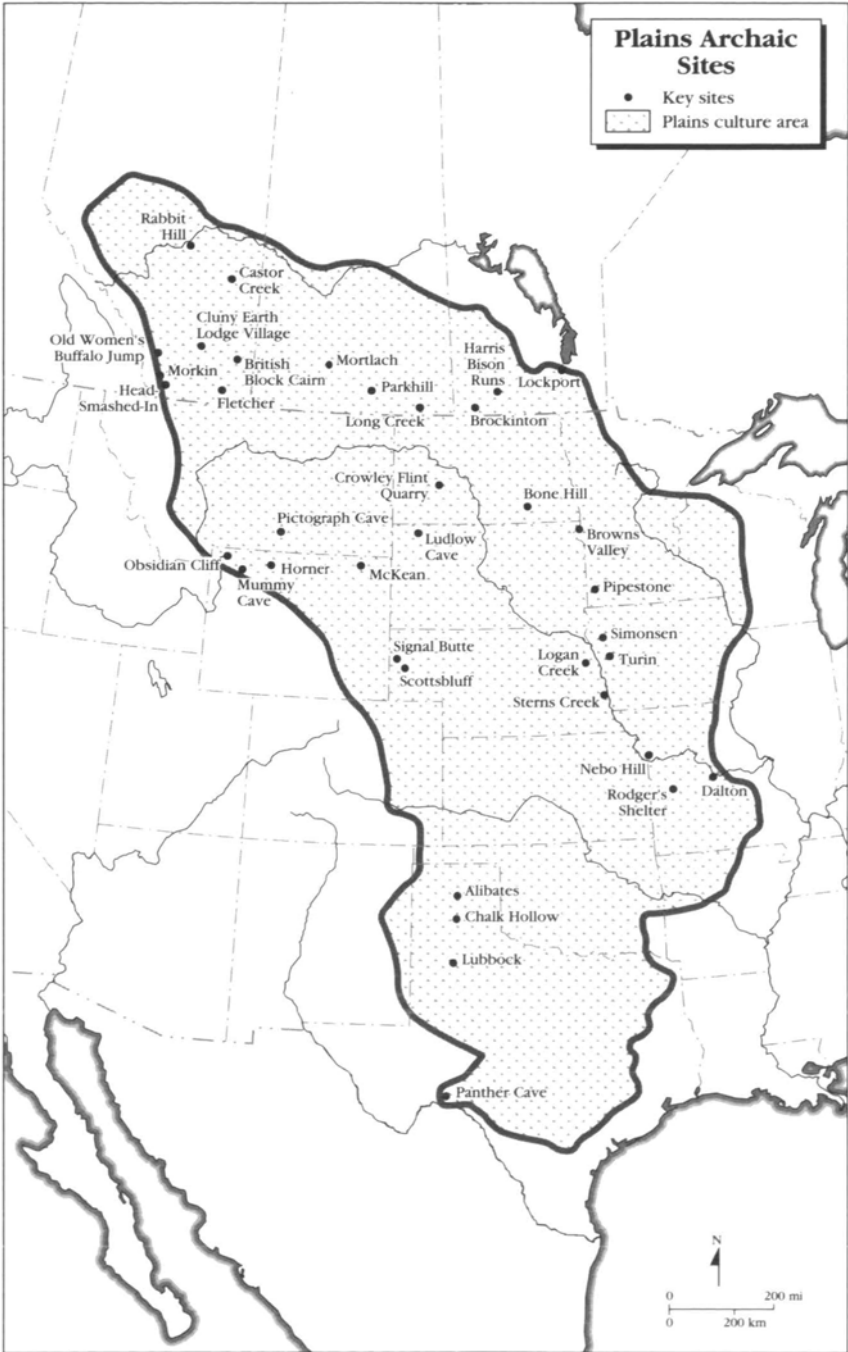 Plains Archaic
Sites
Key sites
Plains culture area
Rabbit
Hill
Castor
Creek
Cluny Earth
Lodge Village
Old Women's
Buffalo Jump
Morkin
Head-
Smashed-In
British
Block Cairn
Fletcher
Mortlach
Parkhill
Long Creek
Harris
Bison
Runs
Lockport
Brockinton
Crowley Flint
Quarry
Bone Hill
Pictograph Cave
Ludlow
Cave
Browns
Valley
Obsidian Cliff
Horner
Mummy
Cave
McKean
Pipestone
Simonsen
Signal Butte
Scottsbluff
Logan
Creek
Turin
Sterns Creek
Nebo Hill
Rodger's
Shelter
Dalton
Alibates
Chalk Hollow
Lubbock
Panther Cave
N
0 200 mi
0 200 km